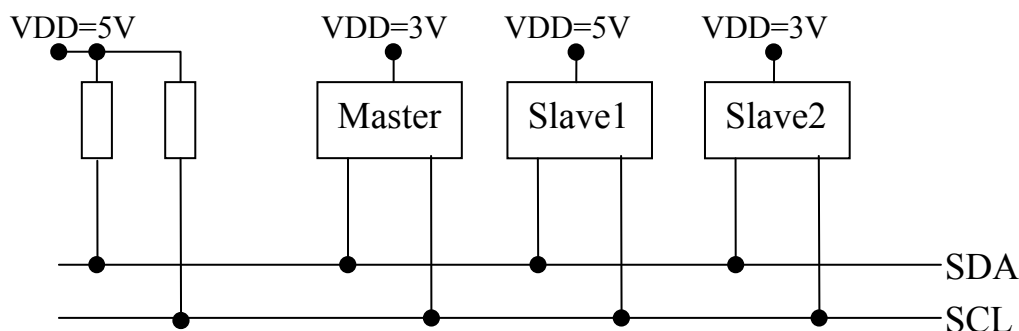 VDD=5V VDD=3V VDD=5V VDD=3V
Master Slave1 Slave2
SDA
SCL